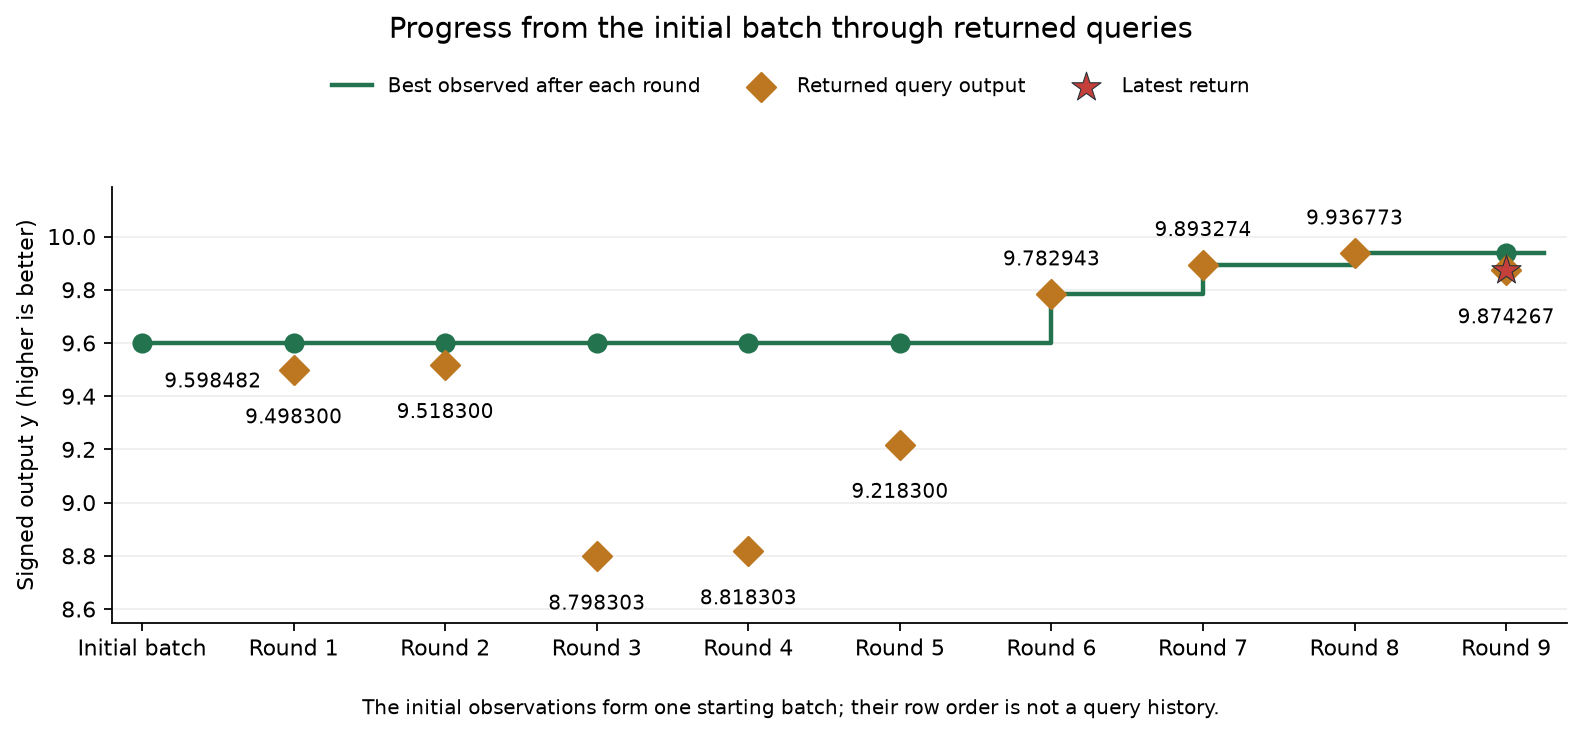 Progress from the initial batch through returned queries
Best observed after each round
Returned query output
Latest return
Signed output y (higher is better)
10.0
9.8
9.6
9.4
9.2
9.0
8.8
8.6
9.598482
9.498300
9.518300
8.798303
8.818303
9.218300
9.782943
9.893274
9.936773
9.874267
Initial batch
Round 1
Round 2
Round 3
Round 4
Round 5
Round 6
Round 7
Round 8
Round 9
The initial observations form one starting batch; their row order is not a query history.